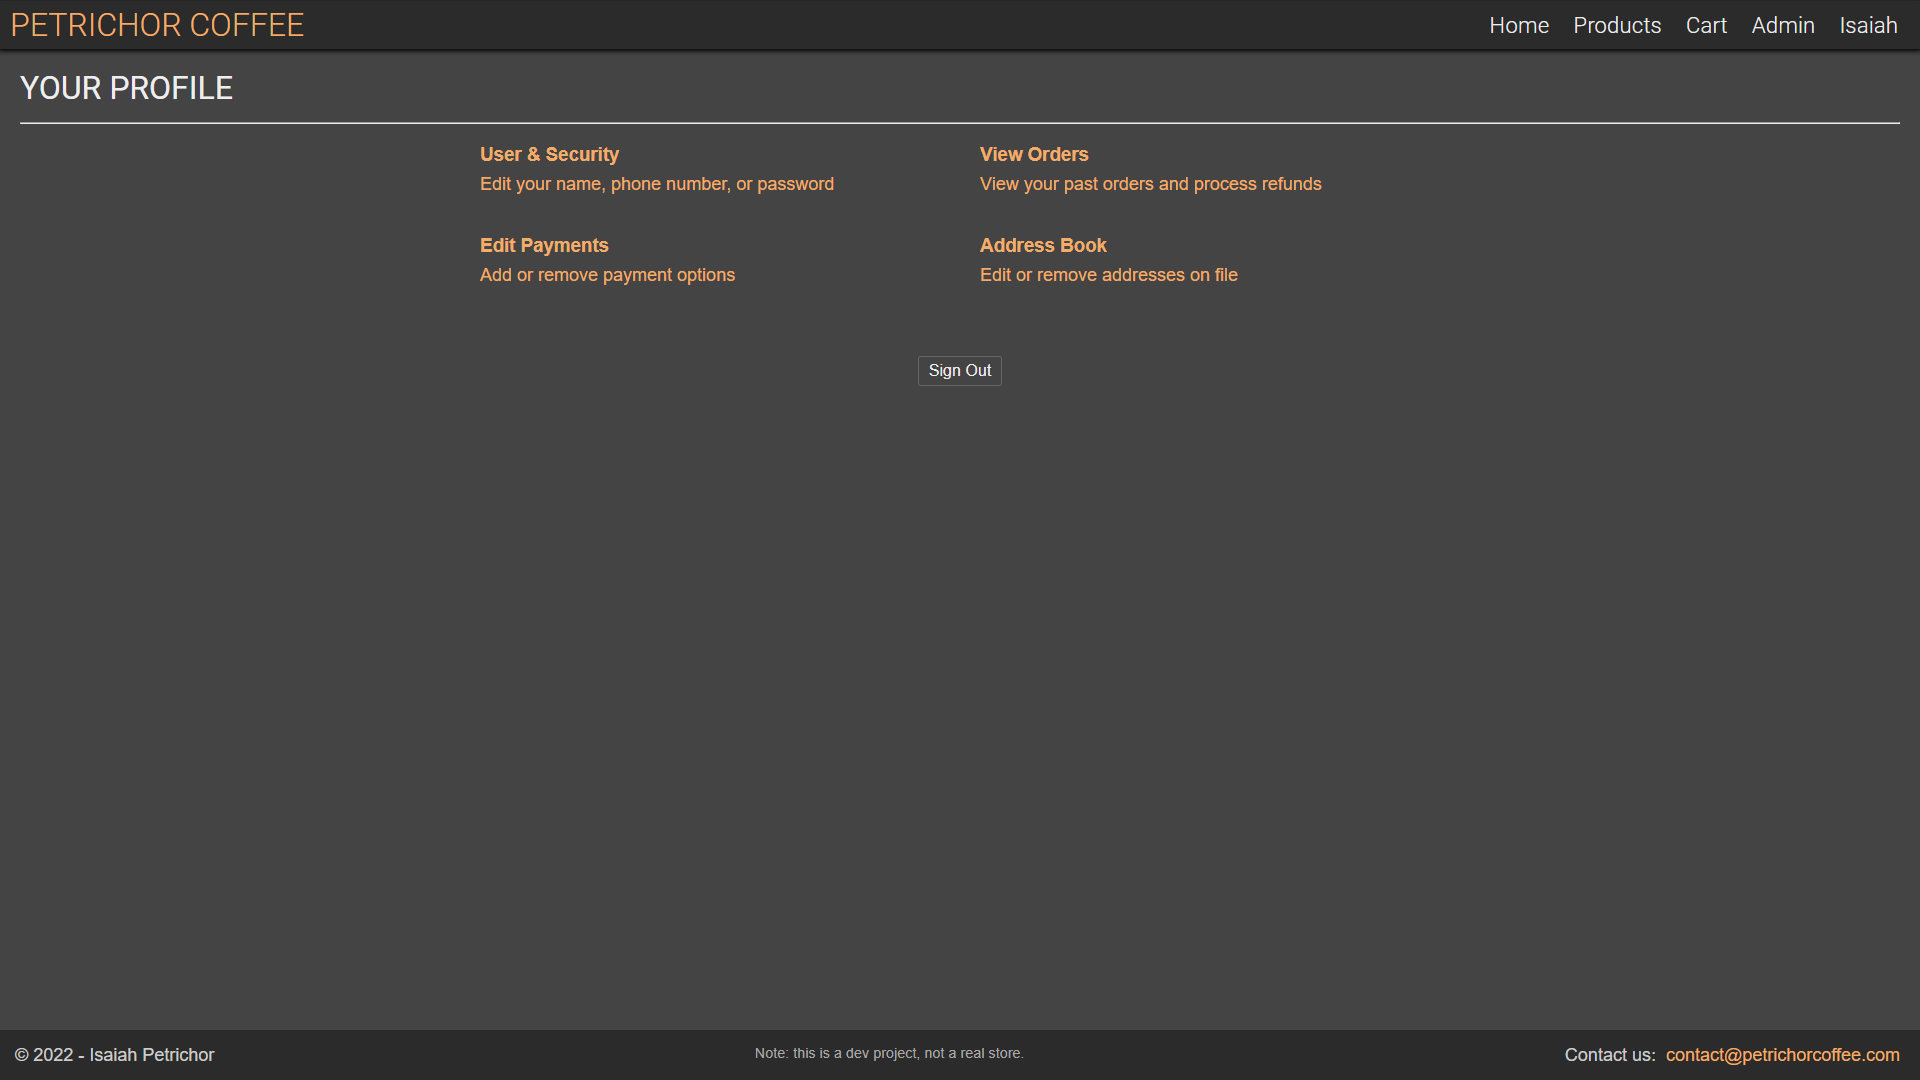 PETRICHOR COFFEE
Home Products Cart Admin Isaiah
YOUR PROFILE
User & Security
Edit your name, phone number, or password
View Orders
View your past orders and process refunds
Edit Payments
Add or remove payment options
Address Book
Edit or remove addresses on file
Sign Out
© 2022 - Isaiah Petrichor
Note: this is a dev project, not a real store.
Contact us: contact@petrichorcoffee.com